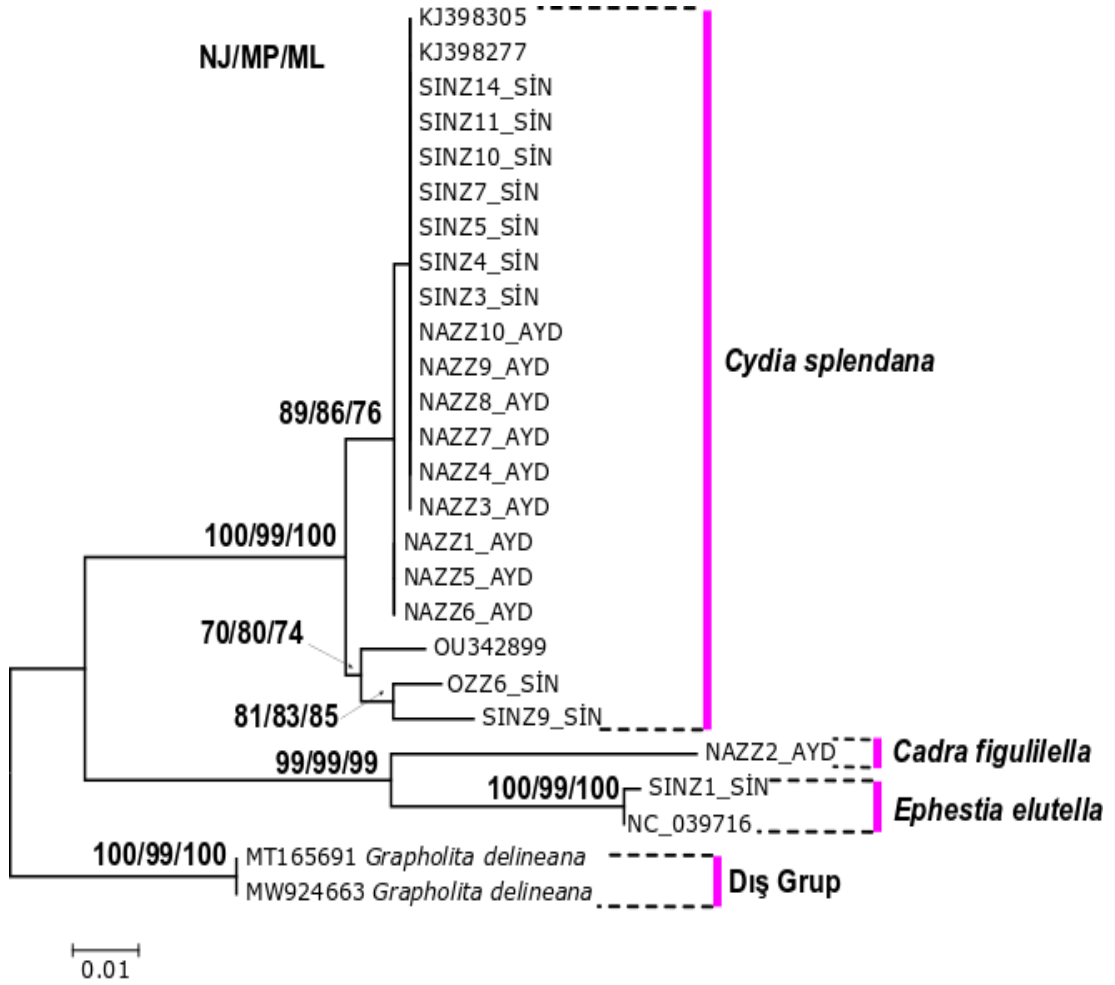 KJ398305
NJ/MP/ML
KJ398277
SINZ14_SİN
SINZ11_SİN
SINZ10_SİN
SINZ7_SİN
SINZ5_SİN
SINZ4_SİN
SINZ3_SİN
NAZZ10_AYD
NAZZ9_AYD
Cydia splendana
NAZZ8_AYD
89/86/76
NAZZ7_AYD
NAZZ4_AYD
NAZZ3_AYD
100/99/100
NAZZ1_AYD
NAZZ5_AYD
NAZZ6_AYD
70/80/74
OU342899
OZZ6_SİN
81/83/85
SINZ9_SİN
NAZZ2_AYD
Cadra figulilella
99/99/99
100/99/100
SINZ1_SİN
Ephestia elutella
NC_039716
100/99/100
MT165691 Grapholita delineana
MW924663 Grapholita delineana
Dış Grup
0.01